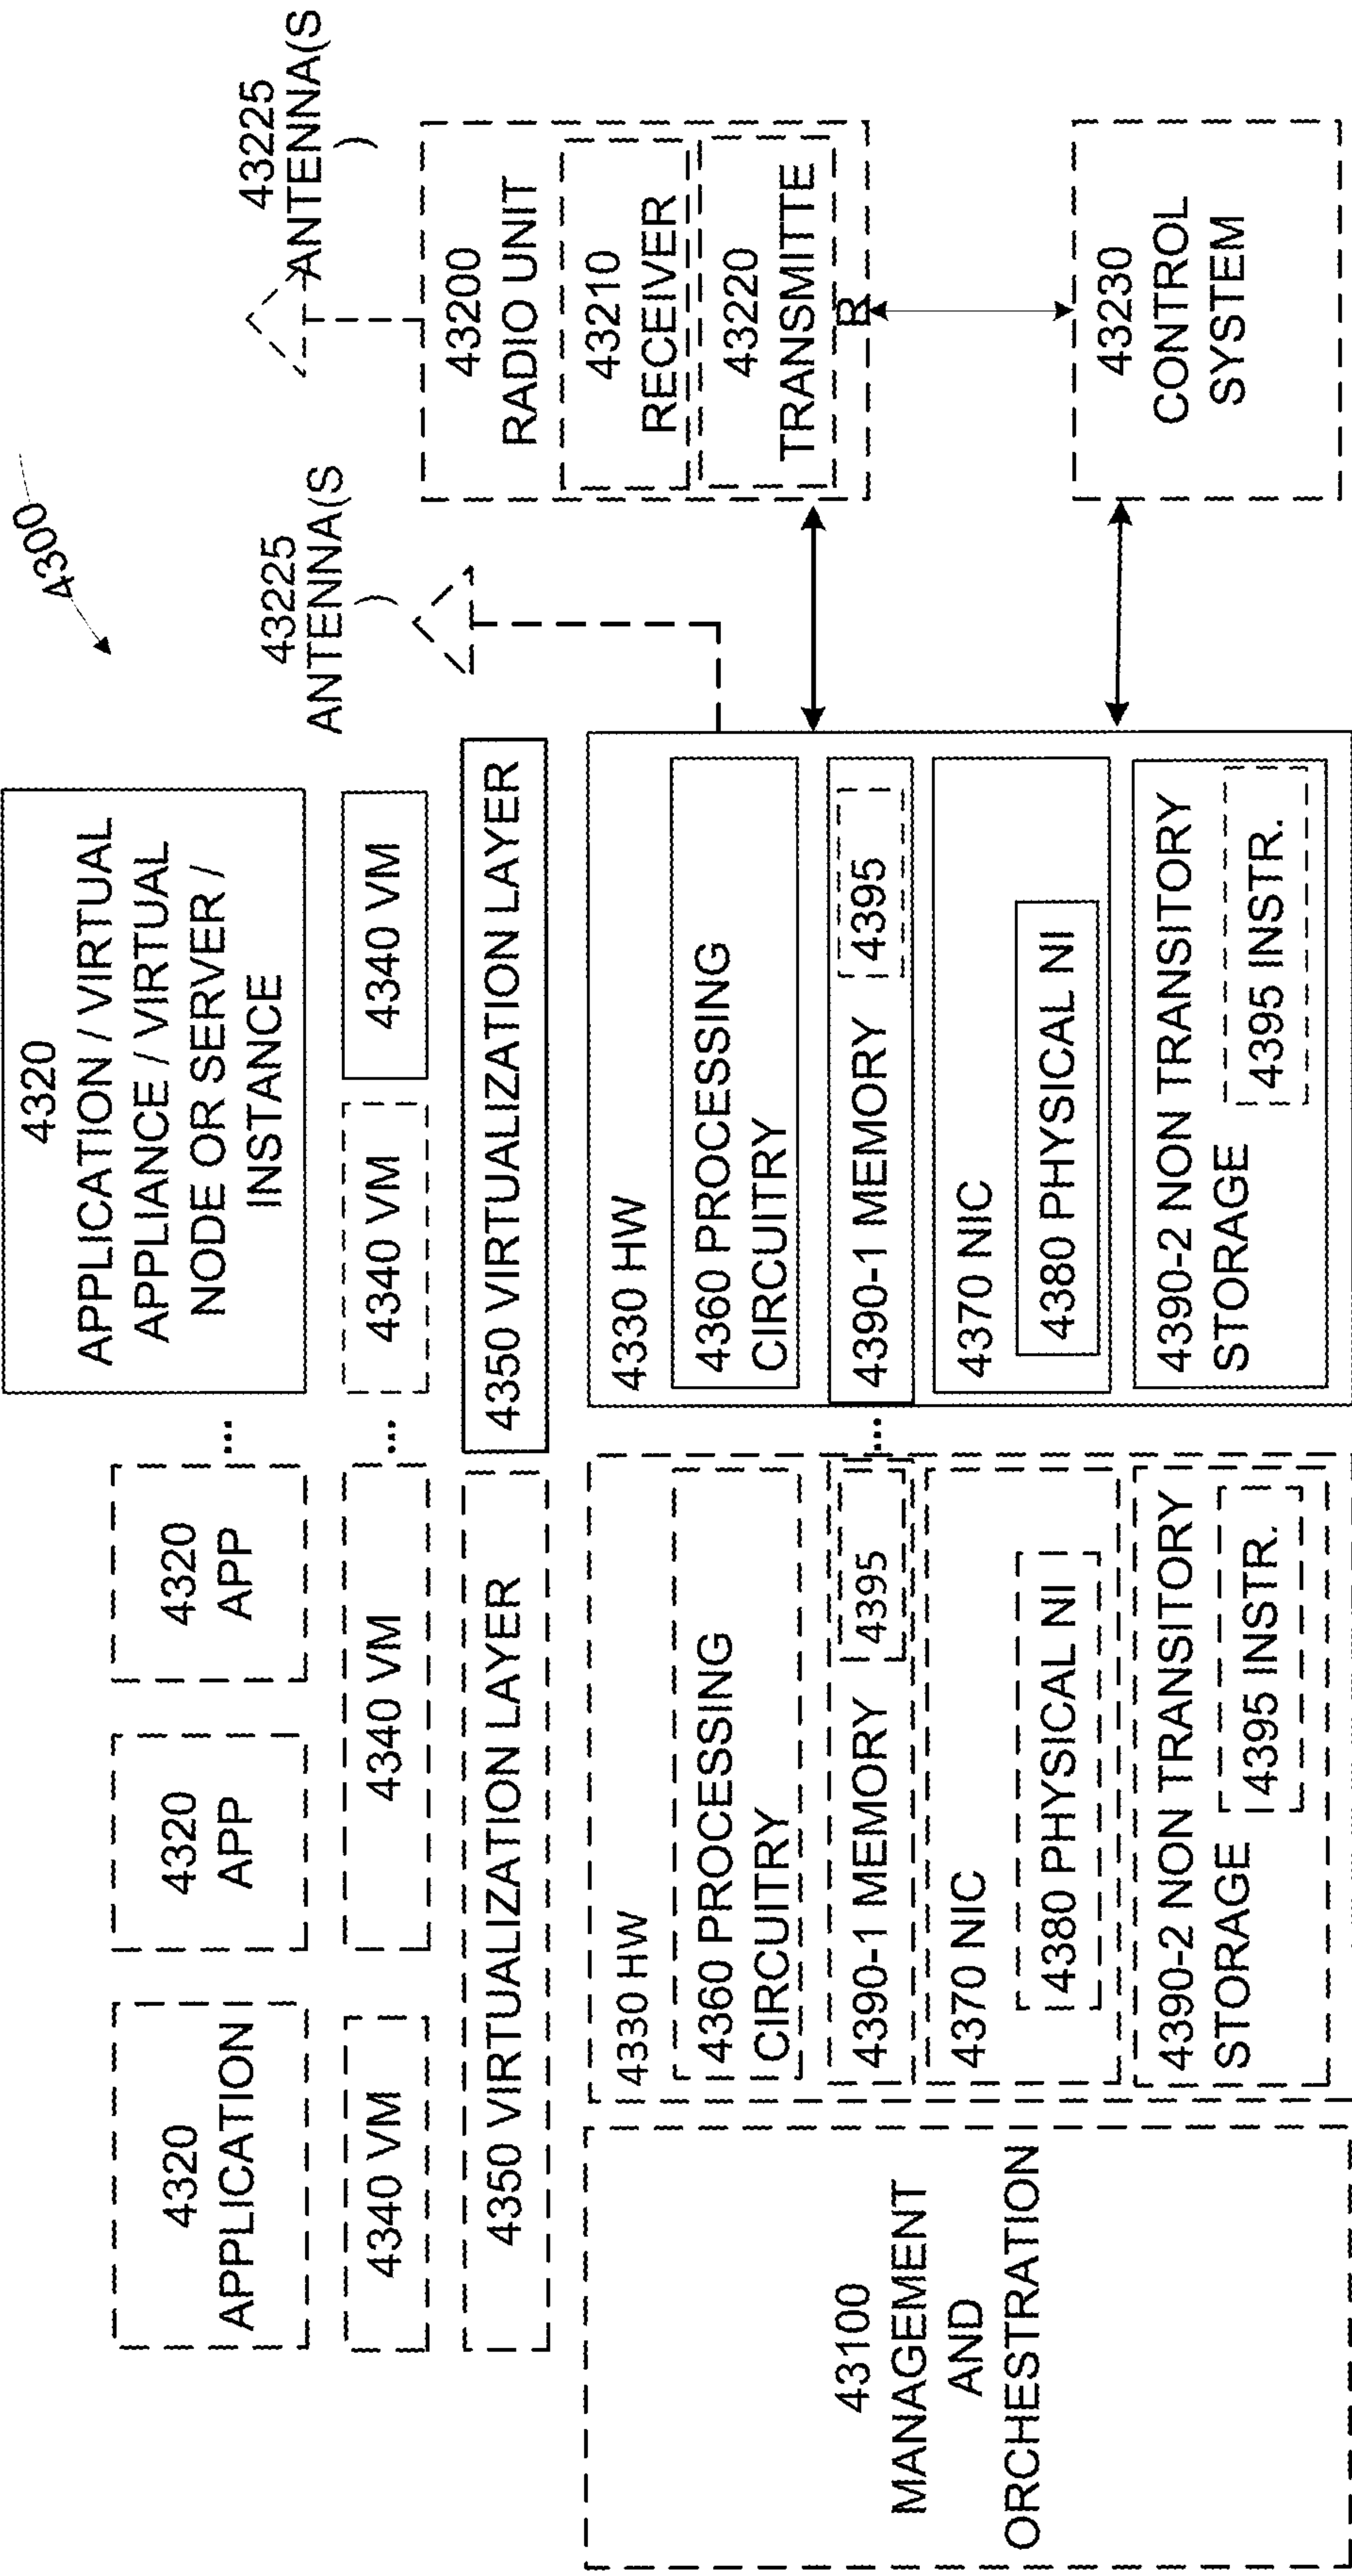 4300
4320
APPLICATION
4320
APP
4320
APP
...
4320
APPLICATION / VIRTUAL
APPLIANCE / VIRTUAL
NODE OR SERVER /
INSTANCE
4340 VM
4340 VM
...
4340 VM
4340 VM
4350 VIRTUALIZATION LAYER
4350 VIRTUALIZATION LAYER
43100
MANAGEMENT
AND
ORCHESTRATION
4330 HW
4360 PROCESSING
CIRCUITRY
4390-1 MEMORY
4395
4370 NIC
4380 PHYSICAL NI
4390-2 NON TRANSITORY
STORAGE
4395 INSTR.
...
4330 HW
4360 PROCESSING
CIRCUITRY
4390-1 MEMORY
4395
4370 NIC
4380 PHYSICAL NI
4390-2 NON TRANSITORY
STORAGE
4395 INSTR.
43225
ANTENNA(S
)
43225
ANTENNA(S
)
43200
RADIO UNIT
43210
RECEIVER
43220
TRANSMITTE
R
43230
CONTROL
SYSTEM